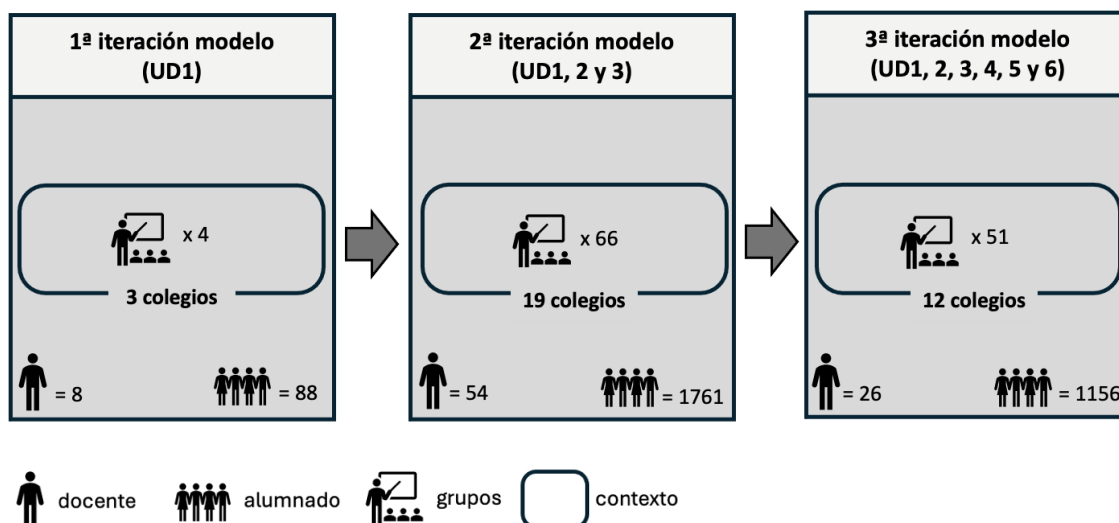 1ª iteración modelo
(UD1)
x 4
3 colegios
= 8
= 88
2ª iteración modelo
(UD1, 2 y 3)
x 66
19 colegios
= 54
= 1761
3ª iteración modelo
(UD1, 2, 3, 4, 5 y 6)
x 51
12 colegios
= 26
= 1156
docente
alumnado
grupos
contexto